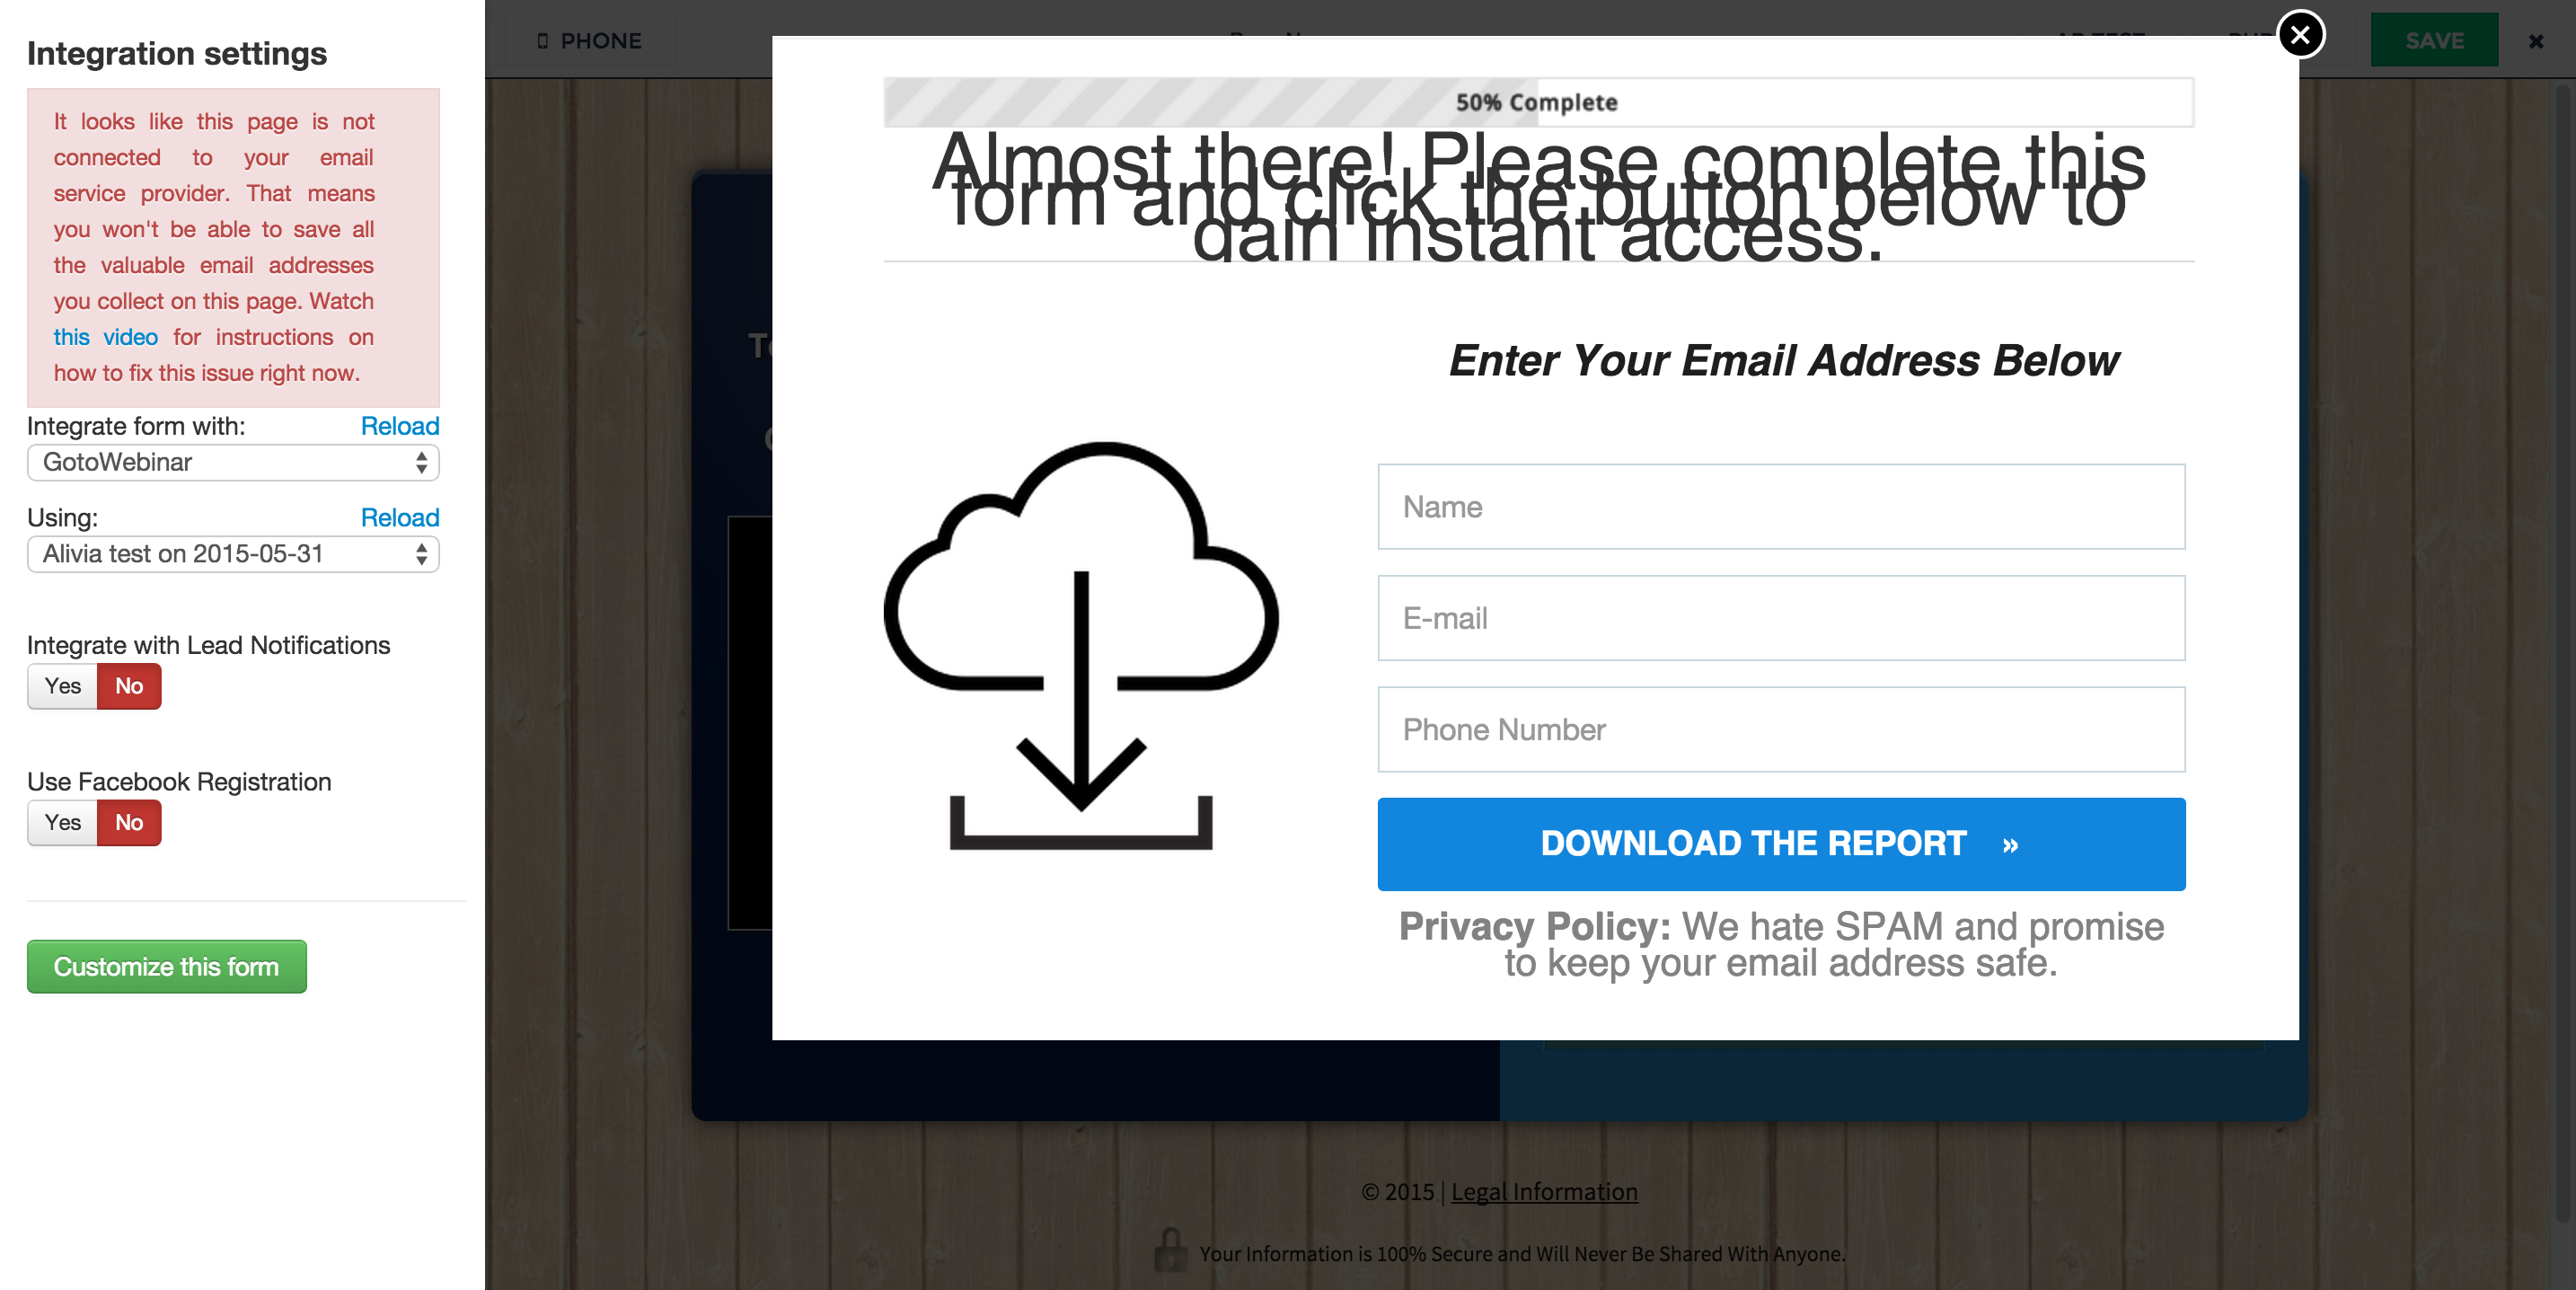 Integration settings
It looks like this page is not
connected to your email
service provider. That means
you won't be able to save all
the valuable email addresses
you collect on this page. Watch
this video for instructions on
how to fix this issue right now.
Integrate form with: Reload
GotoWebinar
Using: Reload
Alivia test on 2015-05-31
Integrate with Lead Notifications
Yes No
Use Facebook Registration
Yes No
Customize this form
PHONE
SAVE
50% Complete
Almost there! Please complete this
form and click the button below to
gain instant access.
Enter Your Email Address Below
Name
E-mail
Phone Number
DOWNLOAD THE REPORT »
Privacy Policy: We hate SPAM and promise
to keep your email address safe.
© 2015 | Legal Information
Your Information is 100% Secure and Will Never Be Shared With Anyone.